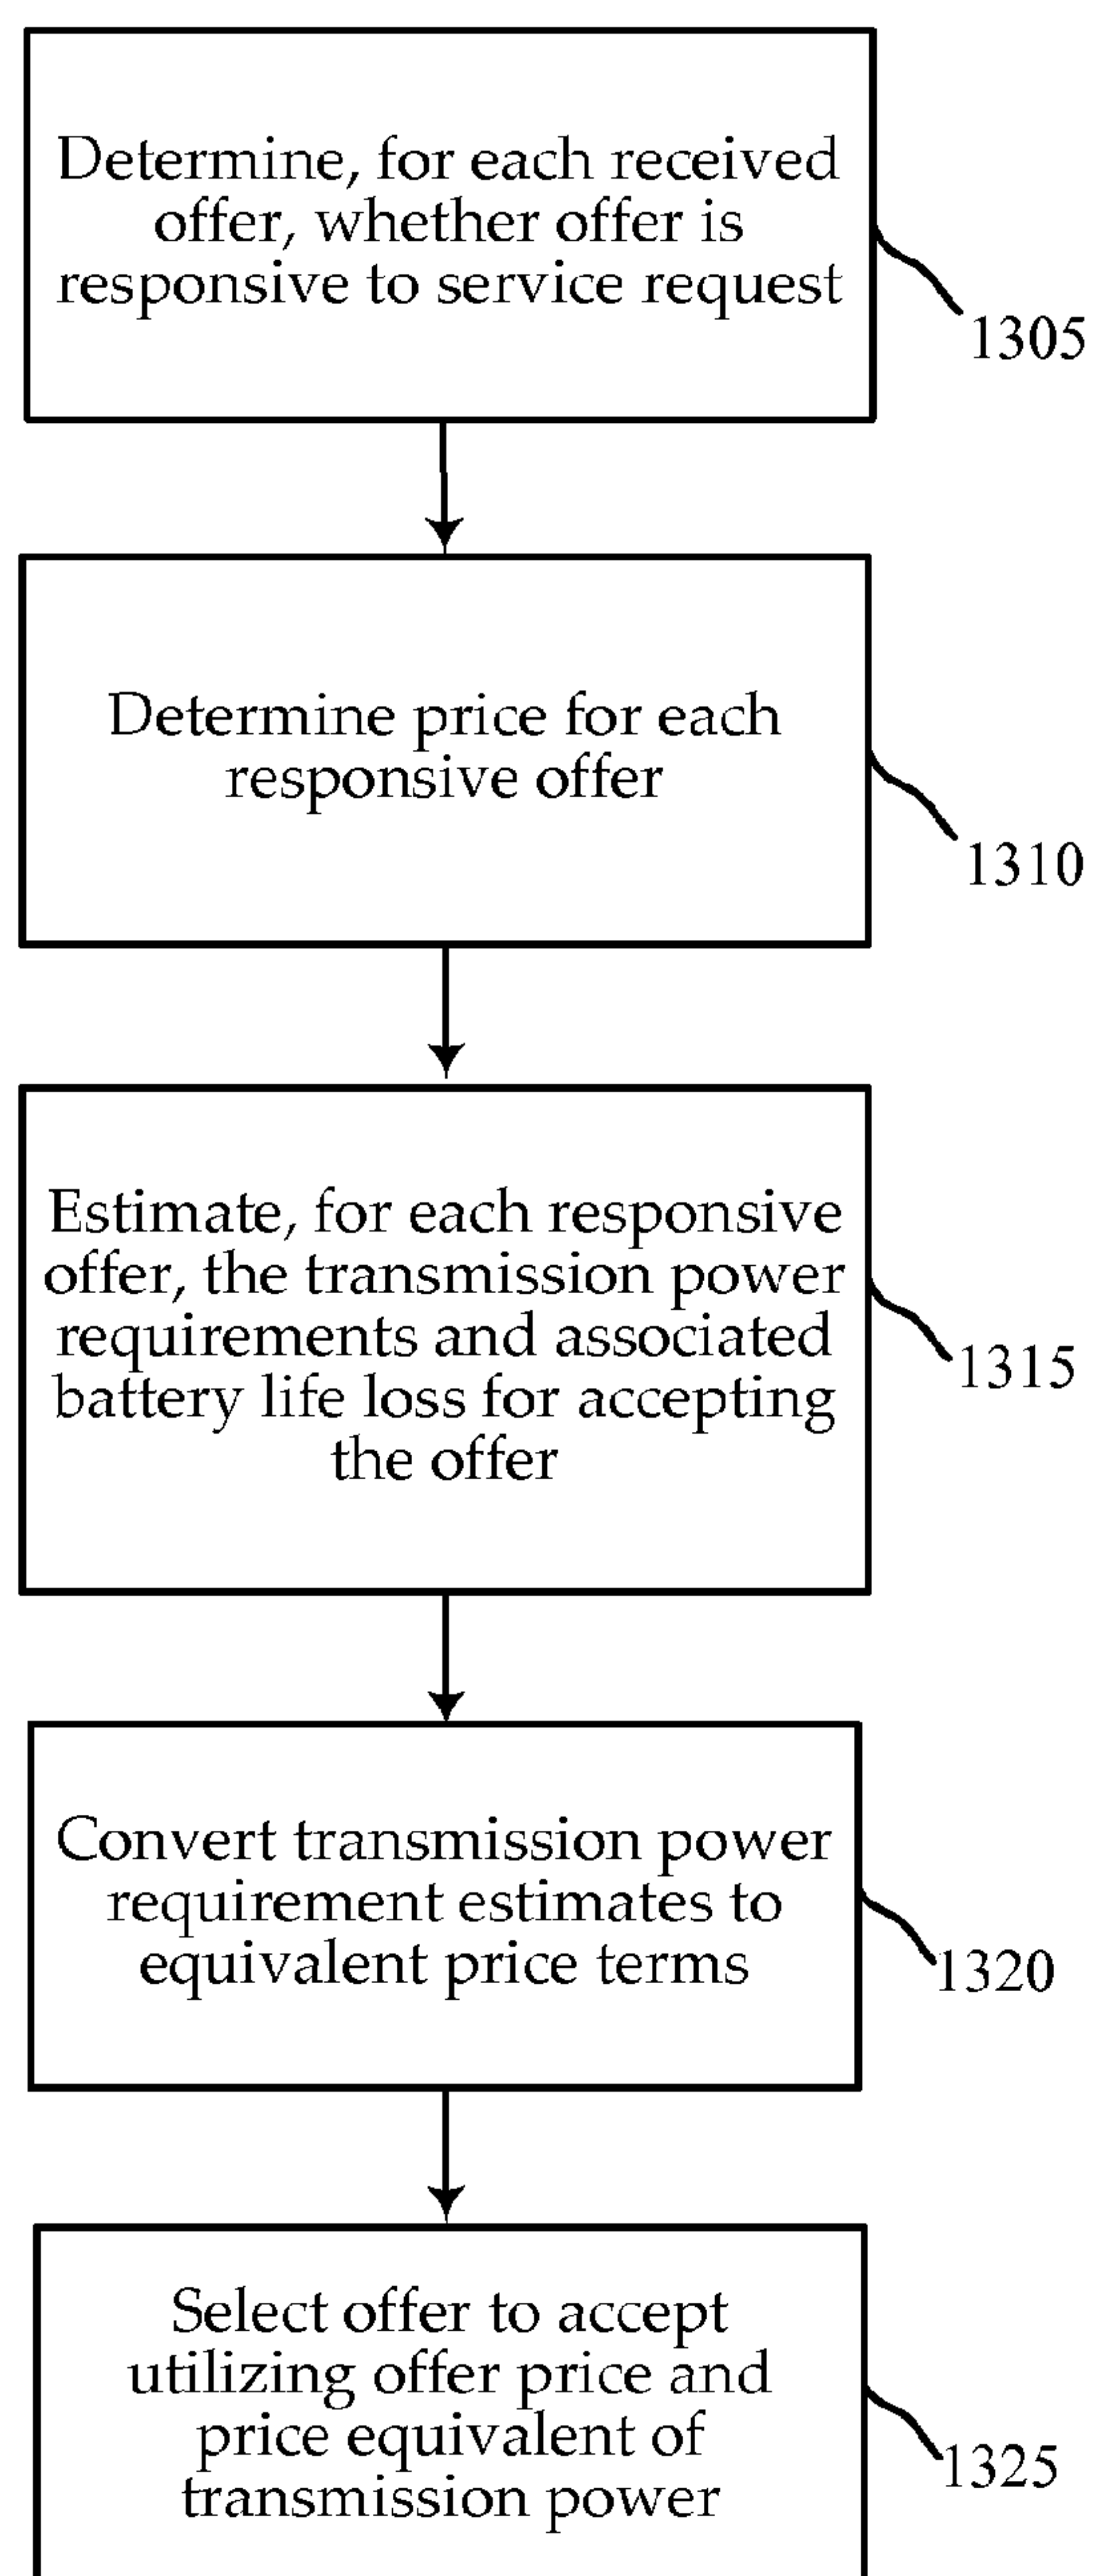 Determine, for each received
offer, whether offer is
responsive to service request
1305
Determine price for each
responsive offer
1310
Estimate, for each responsive
offer, the transmission power
requirements and associated
battery life loss for accepting
the offer
1315
Convert transmission power
requirement estimates to
equivalent price terms
1320
Select offer to accept
utilizing offer price and
price equivalent of
transmission power
1325